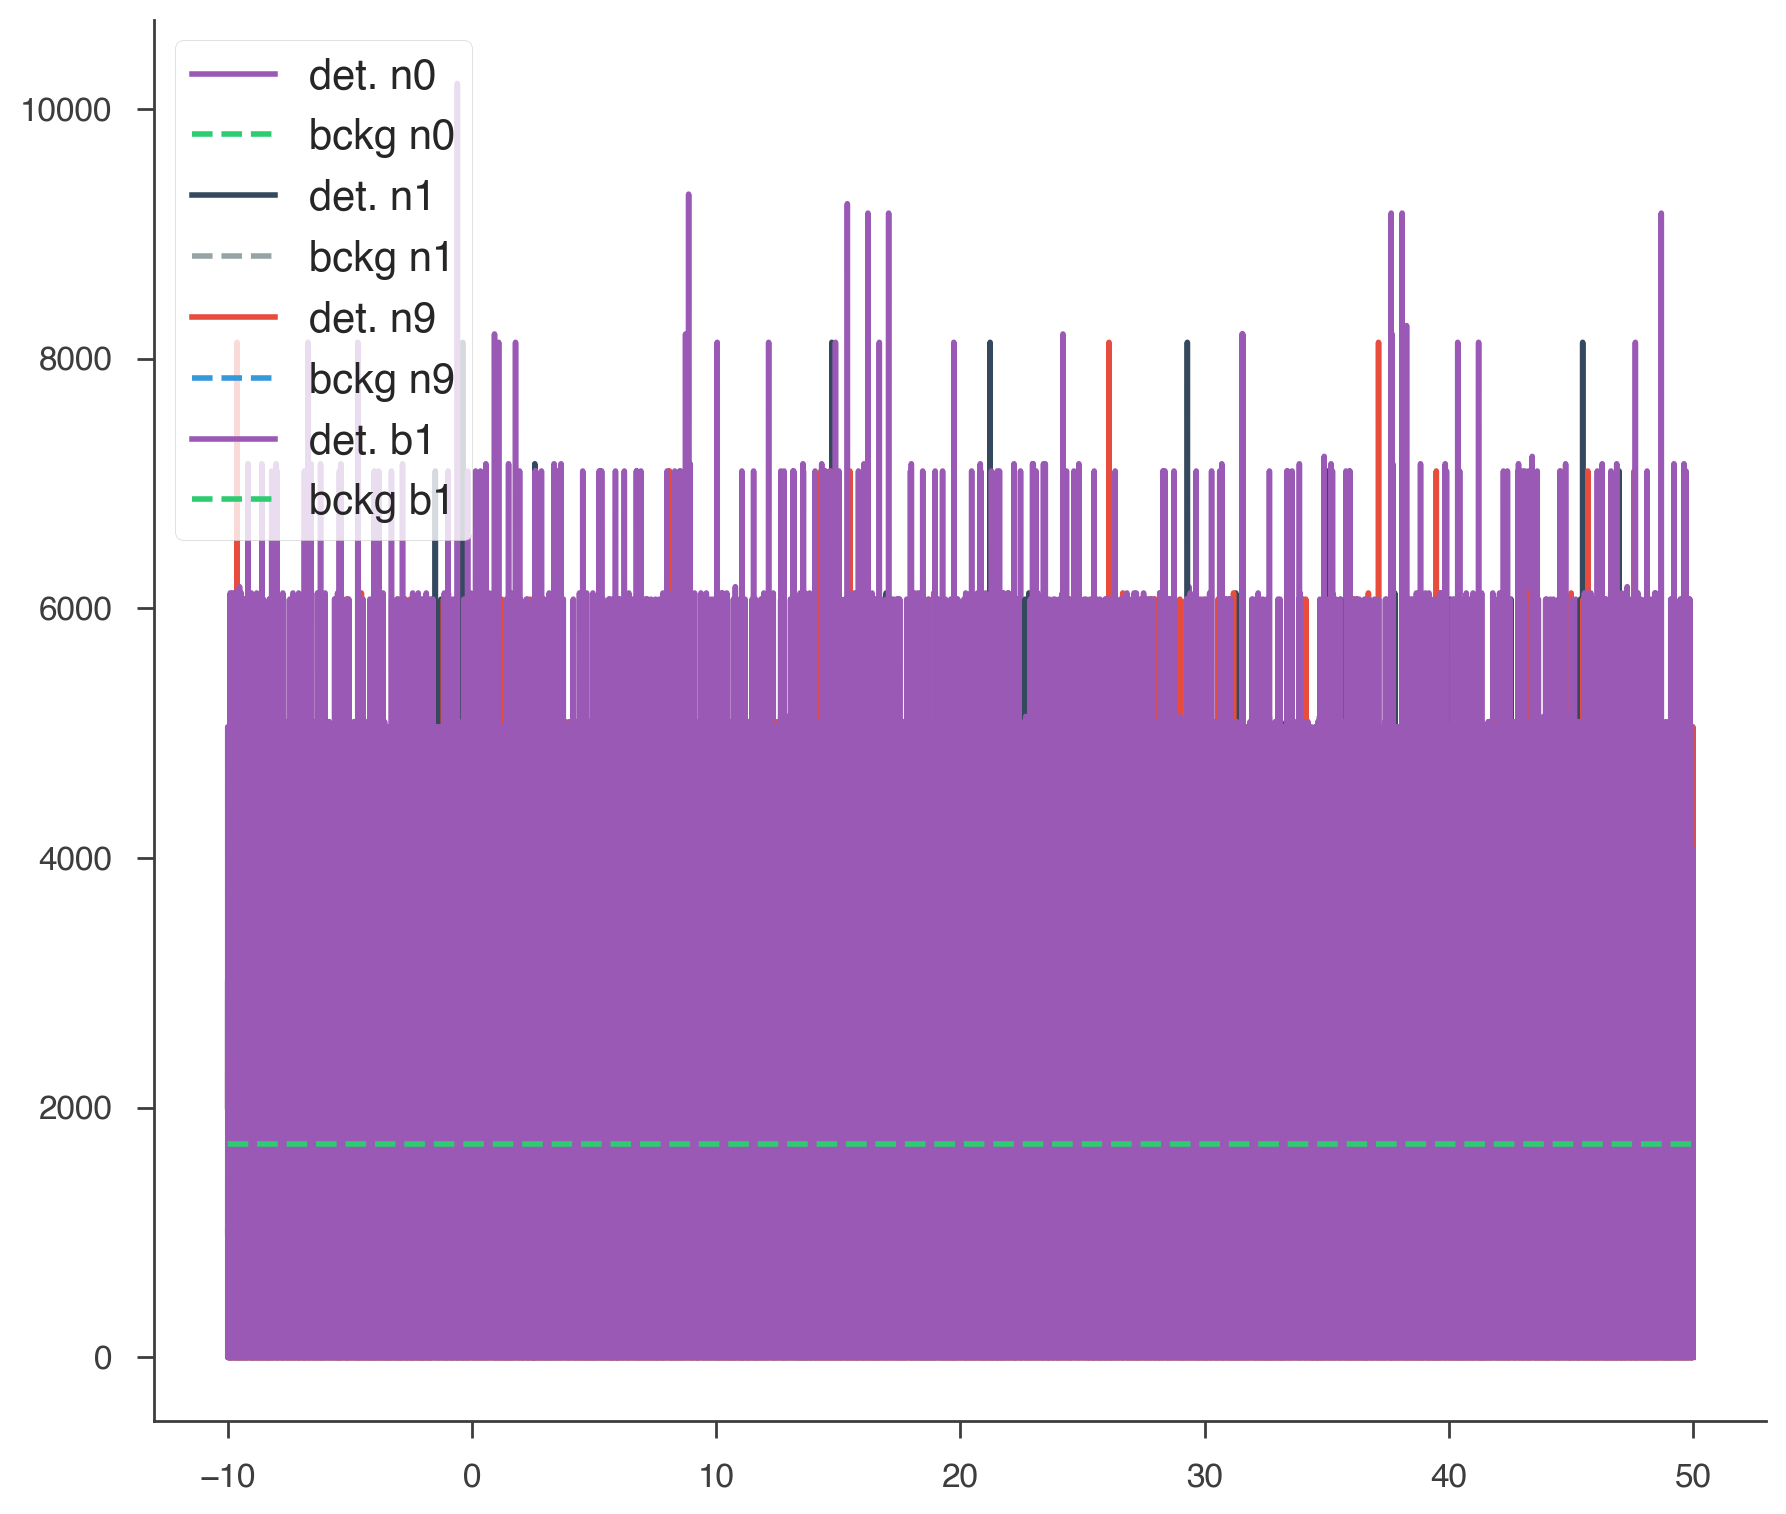 det. n0
bckg n0
det. n1
bckg n1
det. n9
bckg n9
det. b1
bckg b1
10000
8000
6000
4000
2000
0
−10 0 10 20 30 40 50